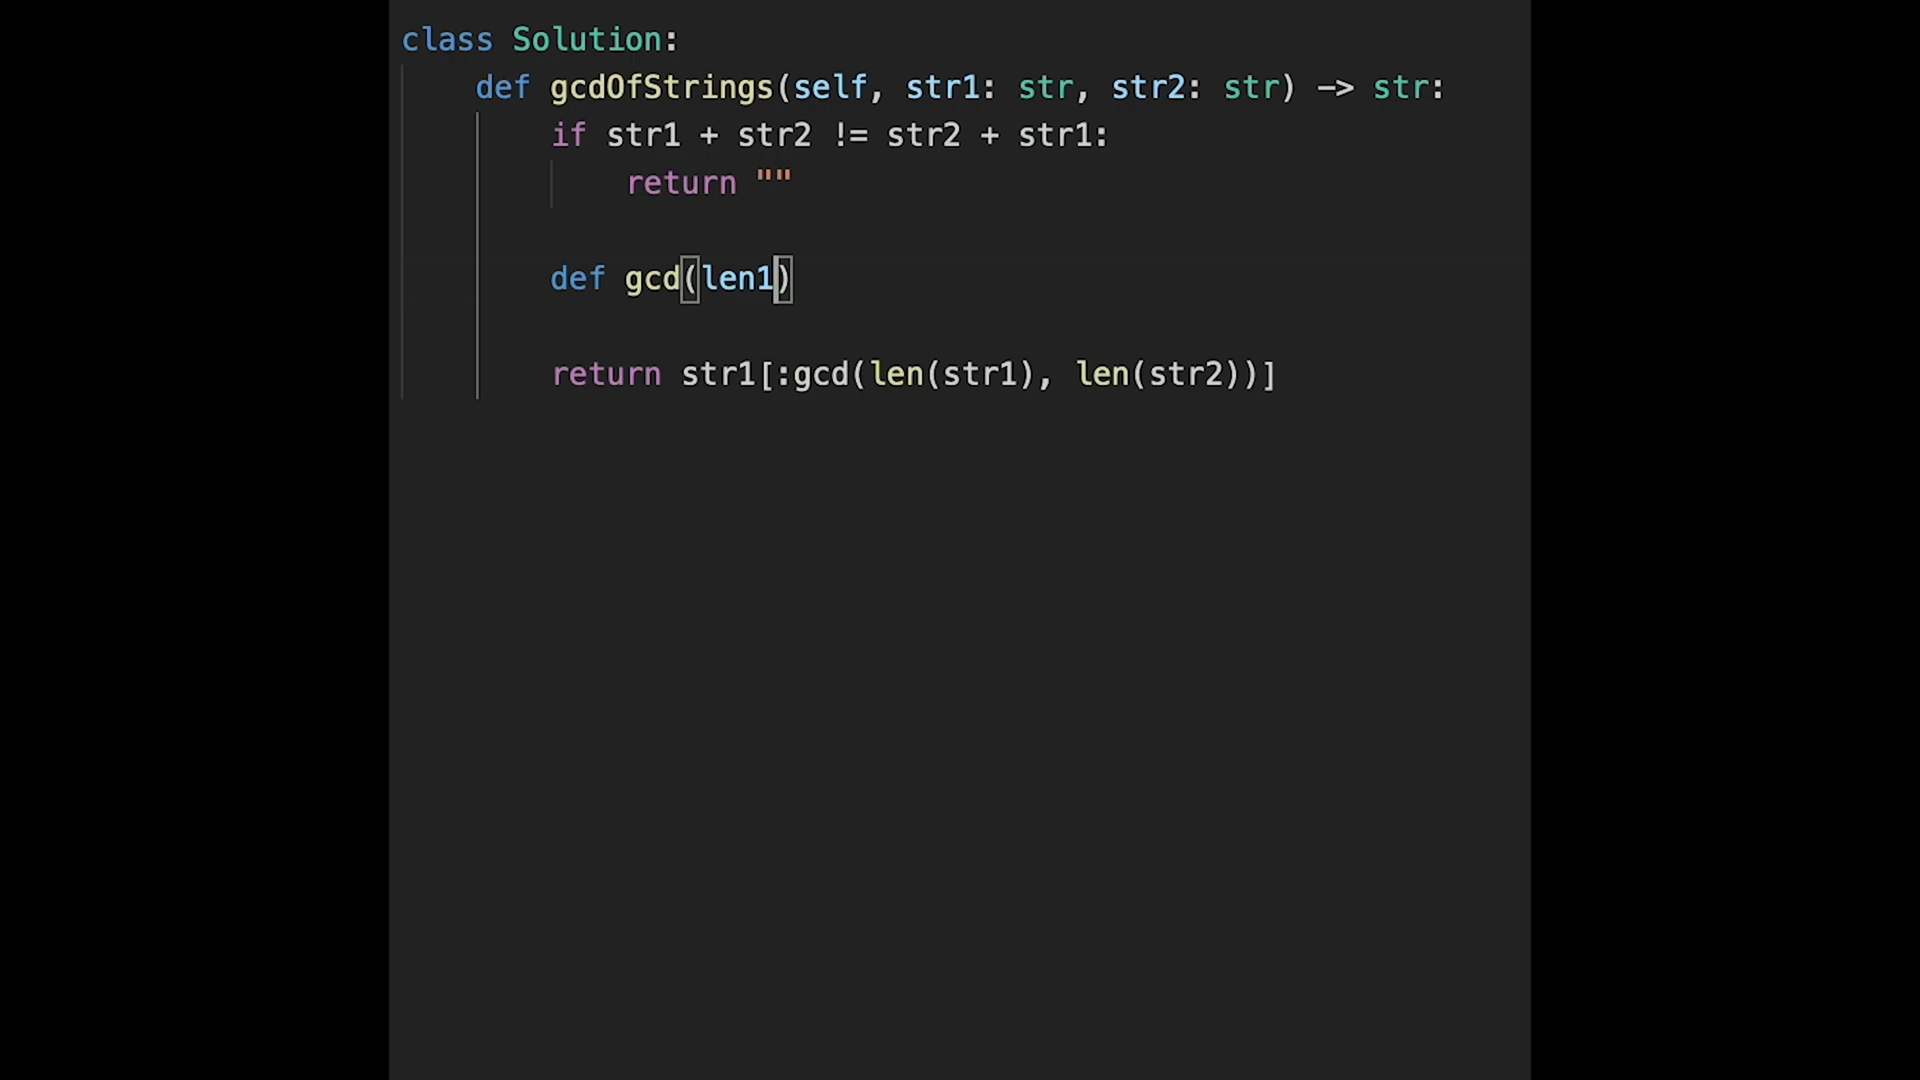 class Solution:
    def gcdOfStrings(self, str1: str, str2: str) -> str:
        if str1 + str2 != str2 + str1:
            return ""

        def gcd(len1)

        return str1[:gcd(len(str1), len(str2))]